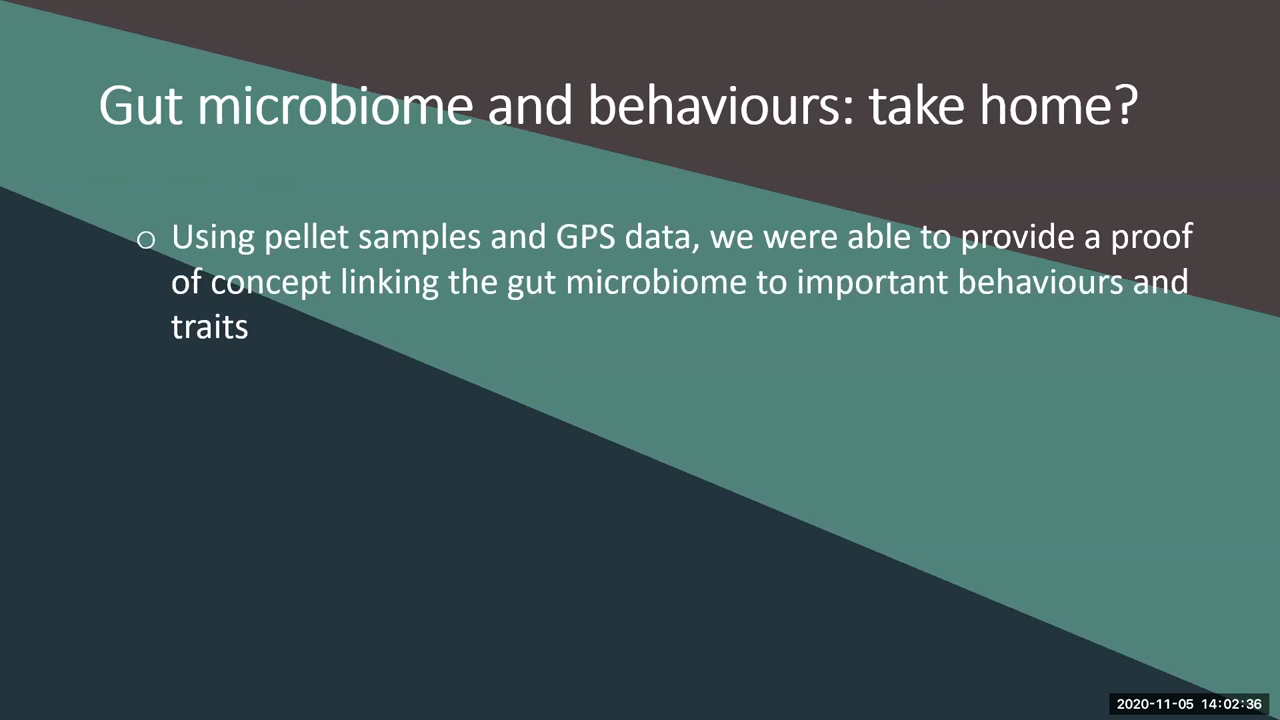 Gut microbiome and behaviours: take home?
o Using pellet samples and GPS data, we were able to provide a proof
of concept linking the gut microbiome to important behaviours and
traits
2020-11-05 14:02:36